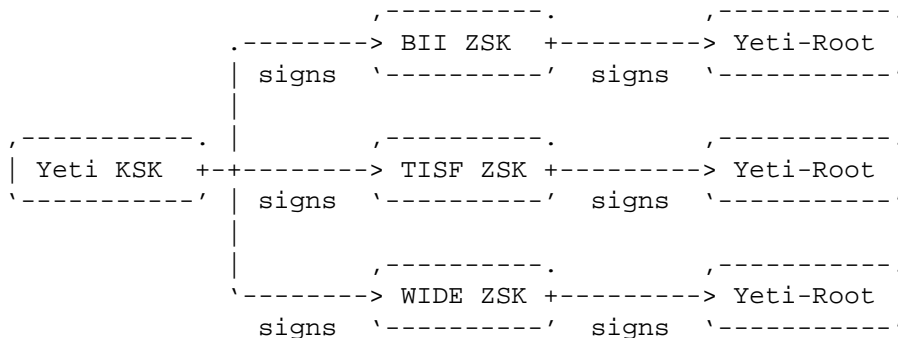 BII ZSK Yeti-Root
signs signs
Yeti KSK TISF ZSK Yeti-Root
signs signs
WIDE ZSK Yeti-Root
signs signs